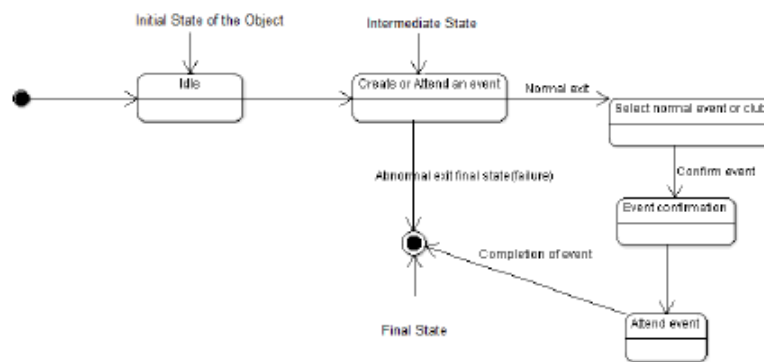 Initial State of the Object
Intermediate State
Idle
Create or Attend an event
Normal exit
Select normal event or club
Abnormal exit final state(failure)
Confirm event
Event confirmation
Completion of event
Attend event
Final State